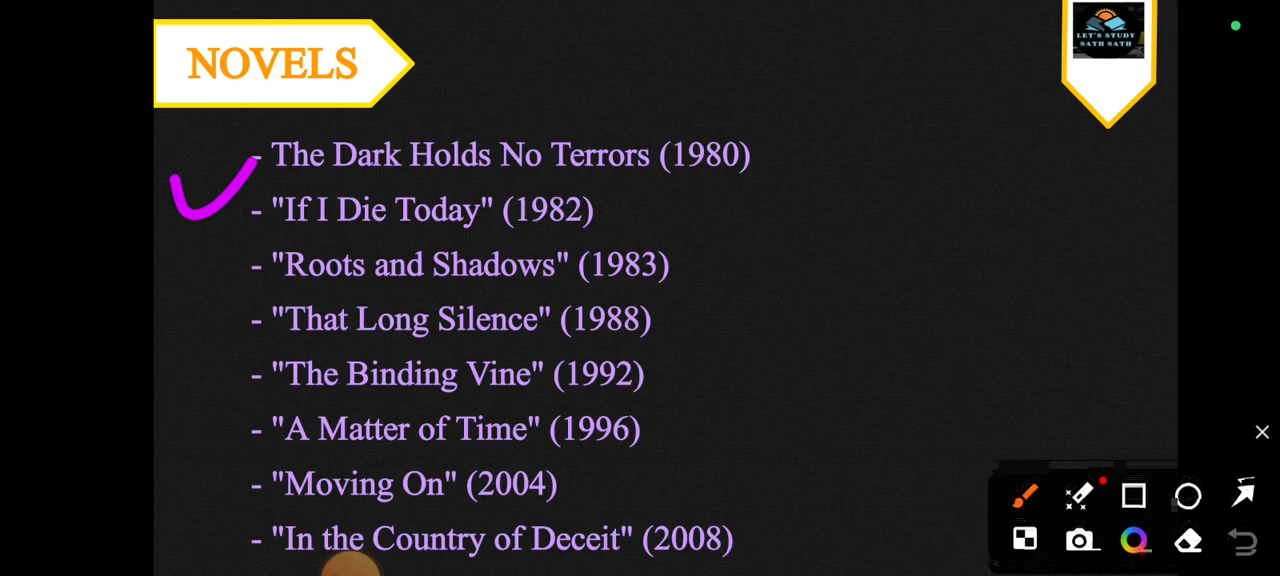 NOVELS
LET'S STUDY
SATH SATH
- The Dark Holds No Terrors (1980)
- "If I Die Today" (1982)
- "Roots and Shadows" (1983)
- "That Long Silence" (1988)
- "The Binding Vine" (1992)
- "A Matter of Time" (1996)
- "Moving On" (2004)
- "In the Country of Deceit" (2008)